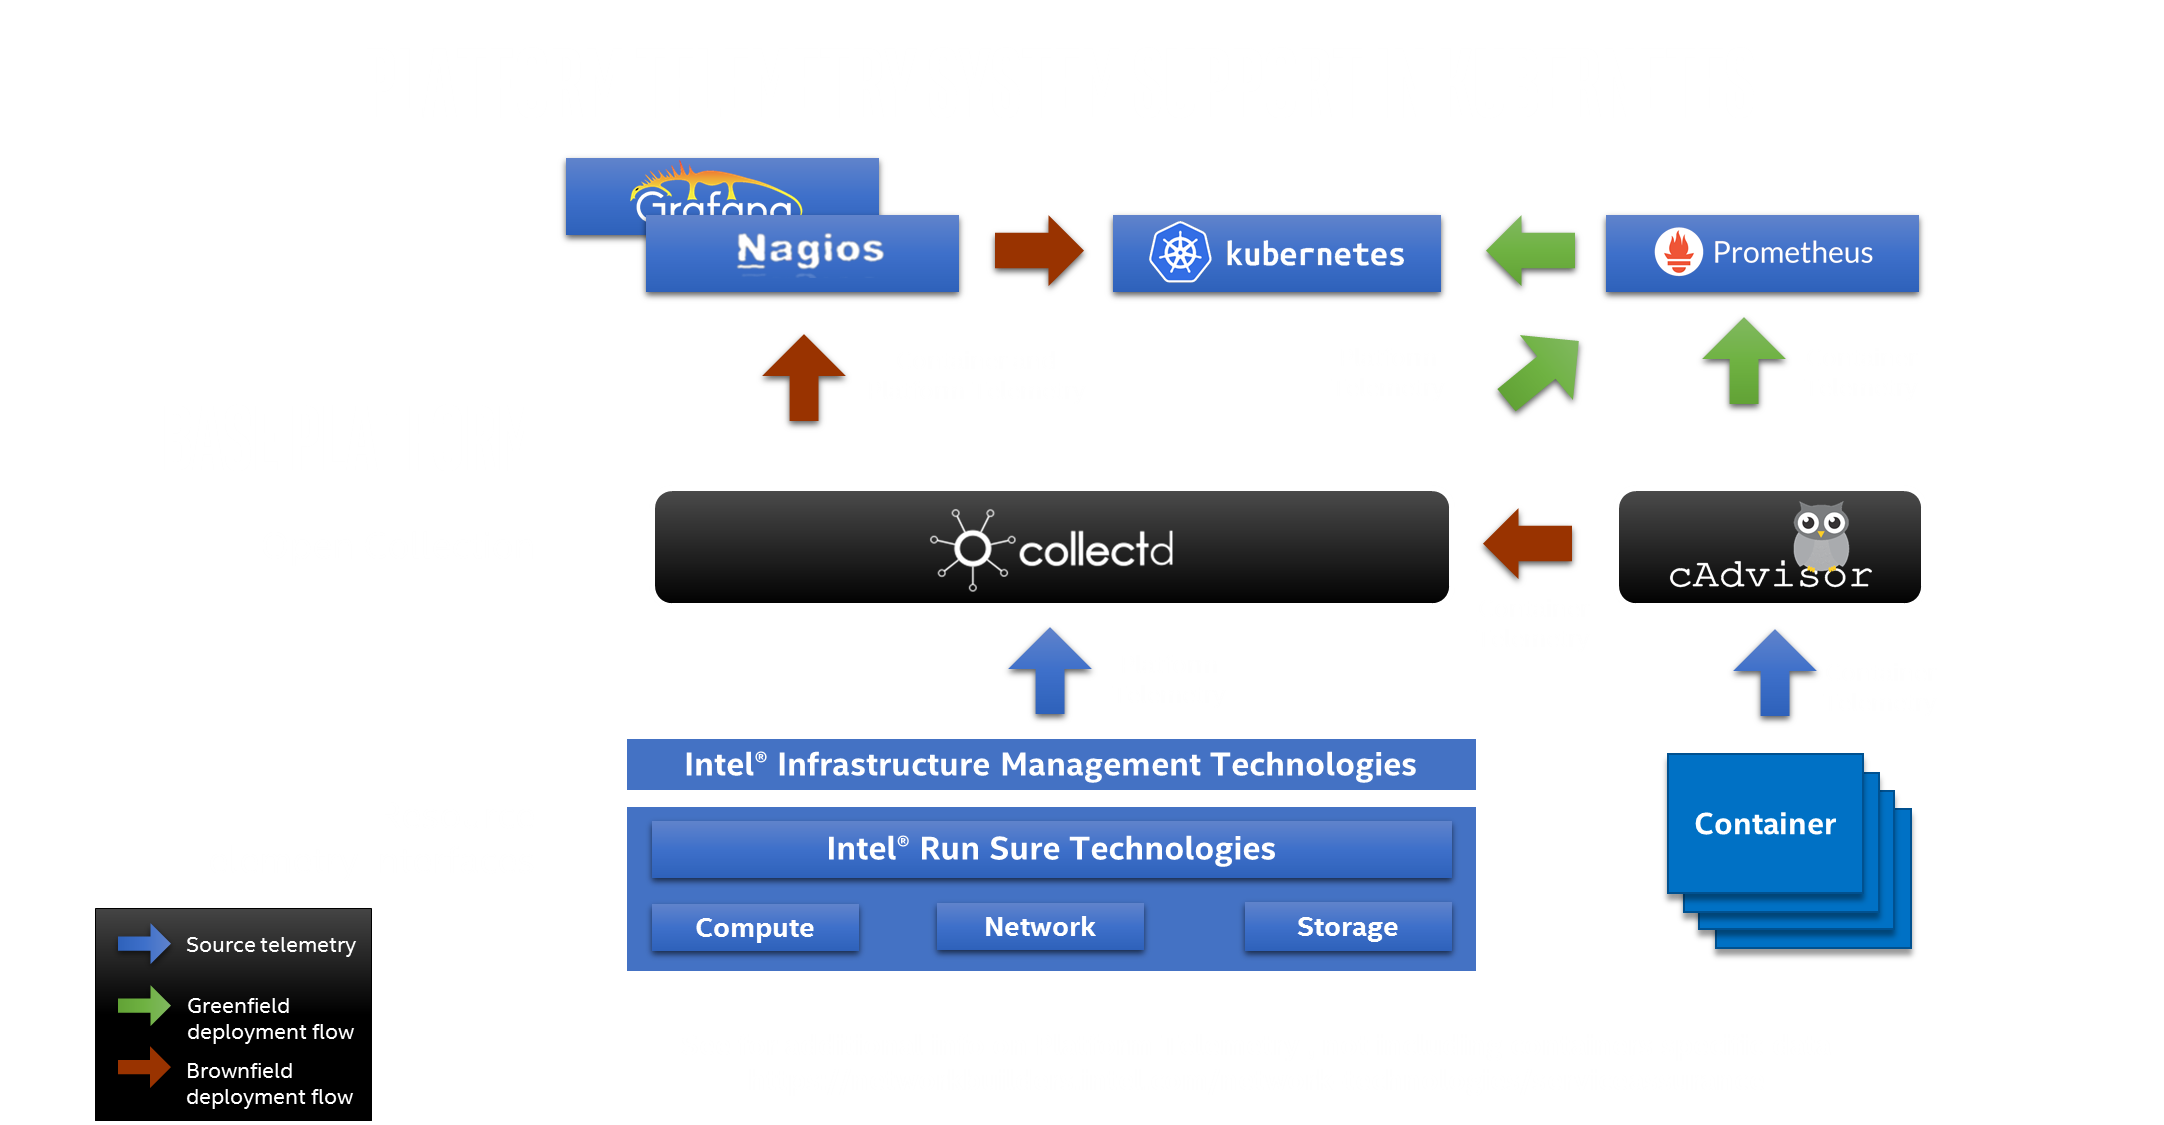 Grafana
Nagios
kubernetes
Prometheus
collectd
cAdvisor
Intel® Infrastructure Management Technologies
Intel® Run Sure Technologies
Compute
Network
Storage
Container
Source telemetry
Greenfield
deployment flow
Brownfield
deployment flow